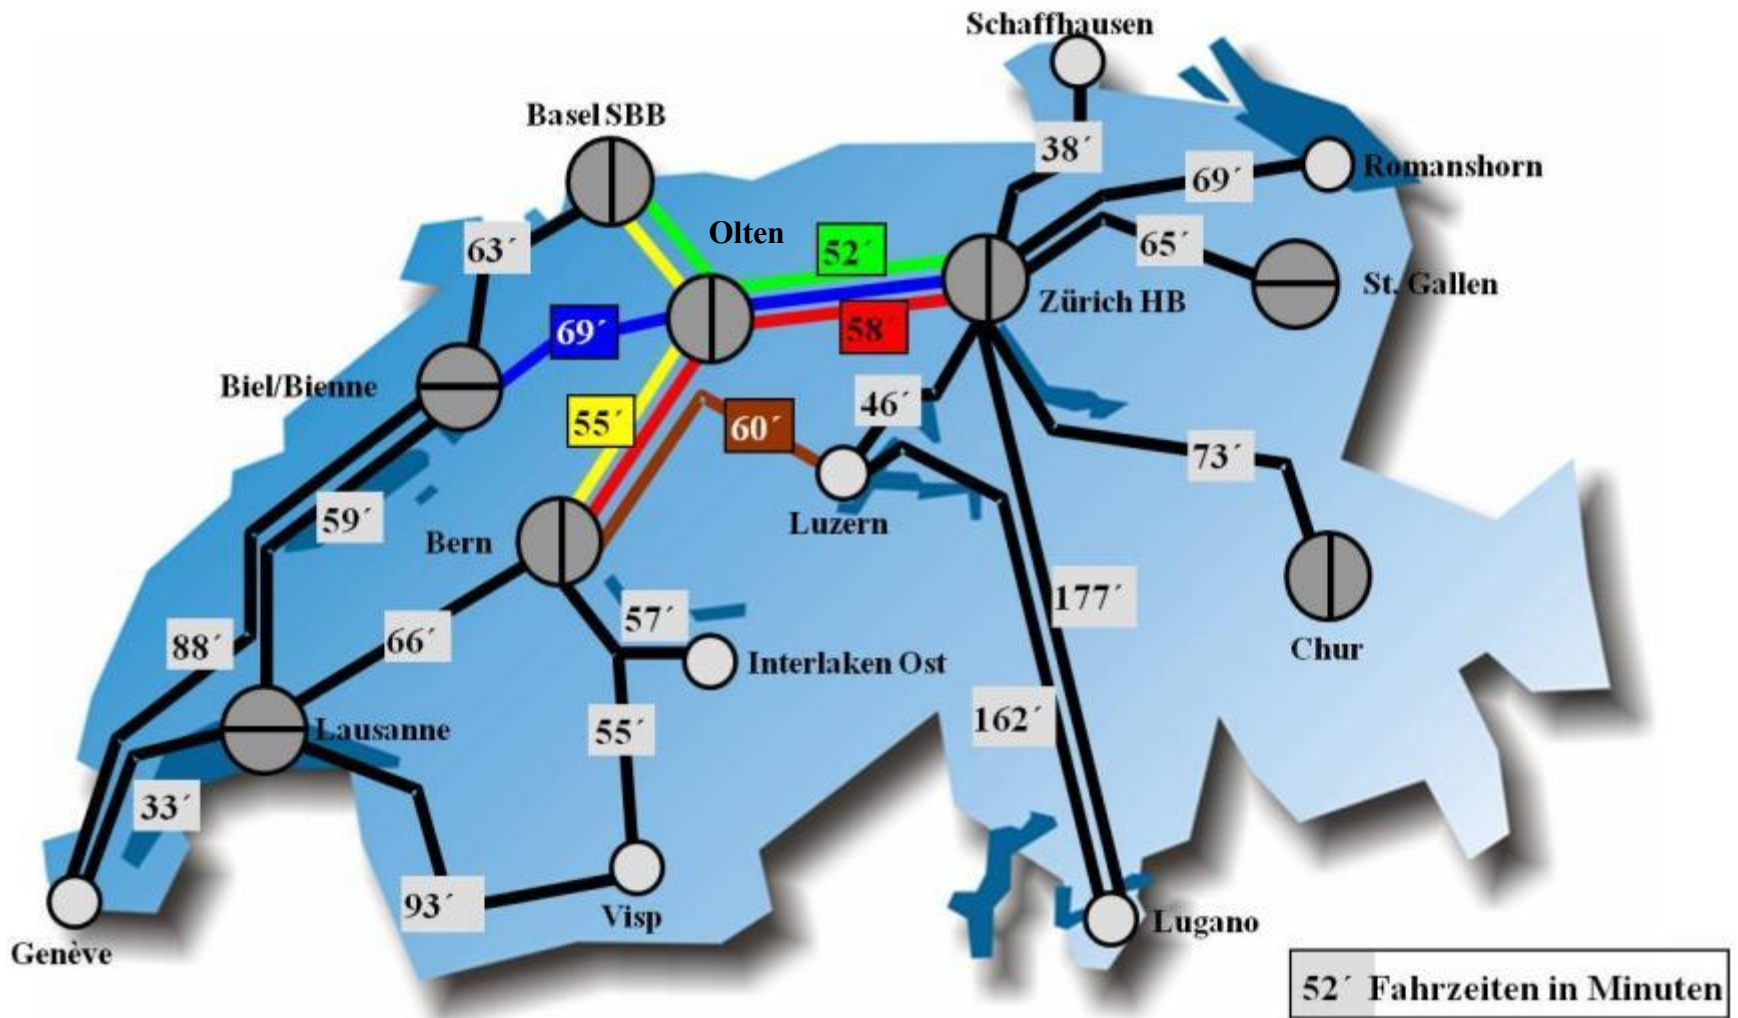 Schaffhausen
Basel SBB
38´
Romanshorn
69´
Olten
52´
65´
63´
St. Gallen
Zürich HB
69´
58´
Biel/Bienne
46´
55´
60´
73´
59´
Luzern
Bern
177´
57´
88´
66´
Chur
Interlaken Ost
162´
55´
Lausanne
33´
93´
Visp
Lugano
Genève
52´ Fahrzeiten in Minuten